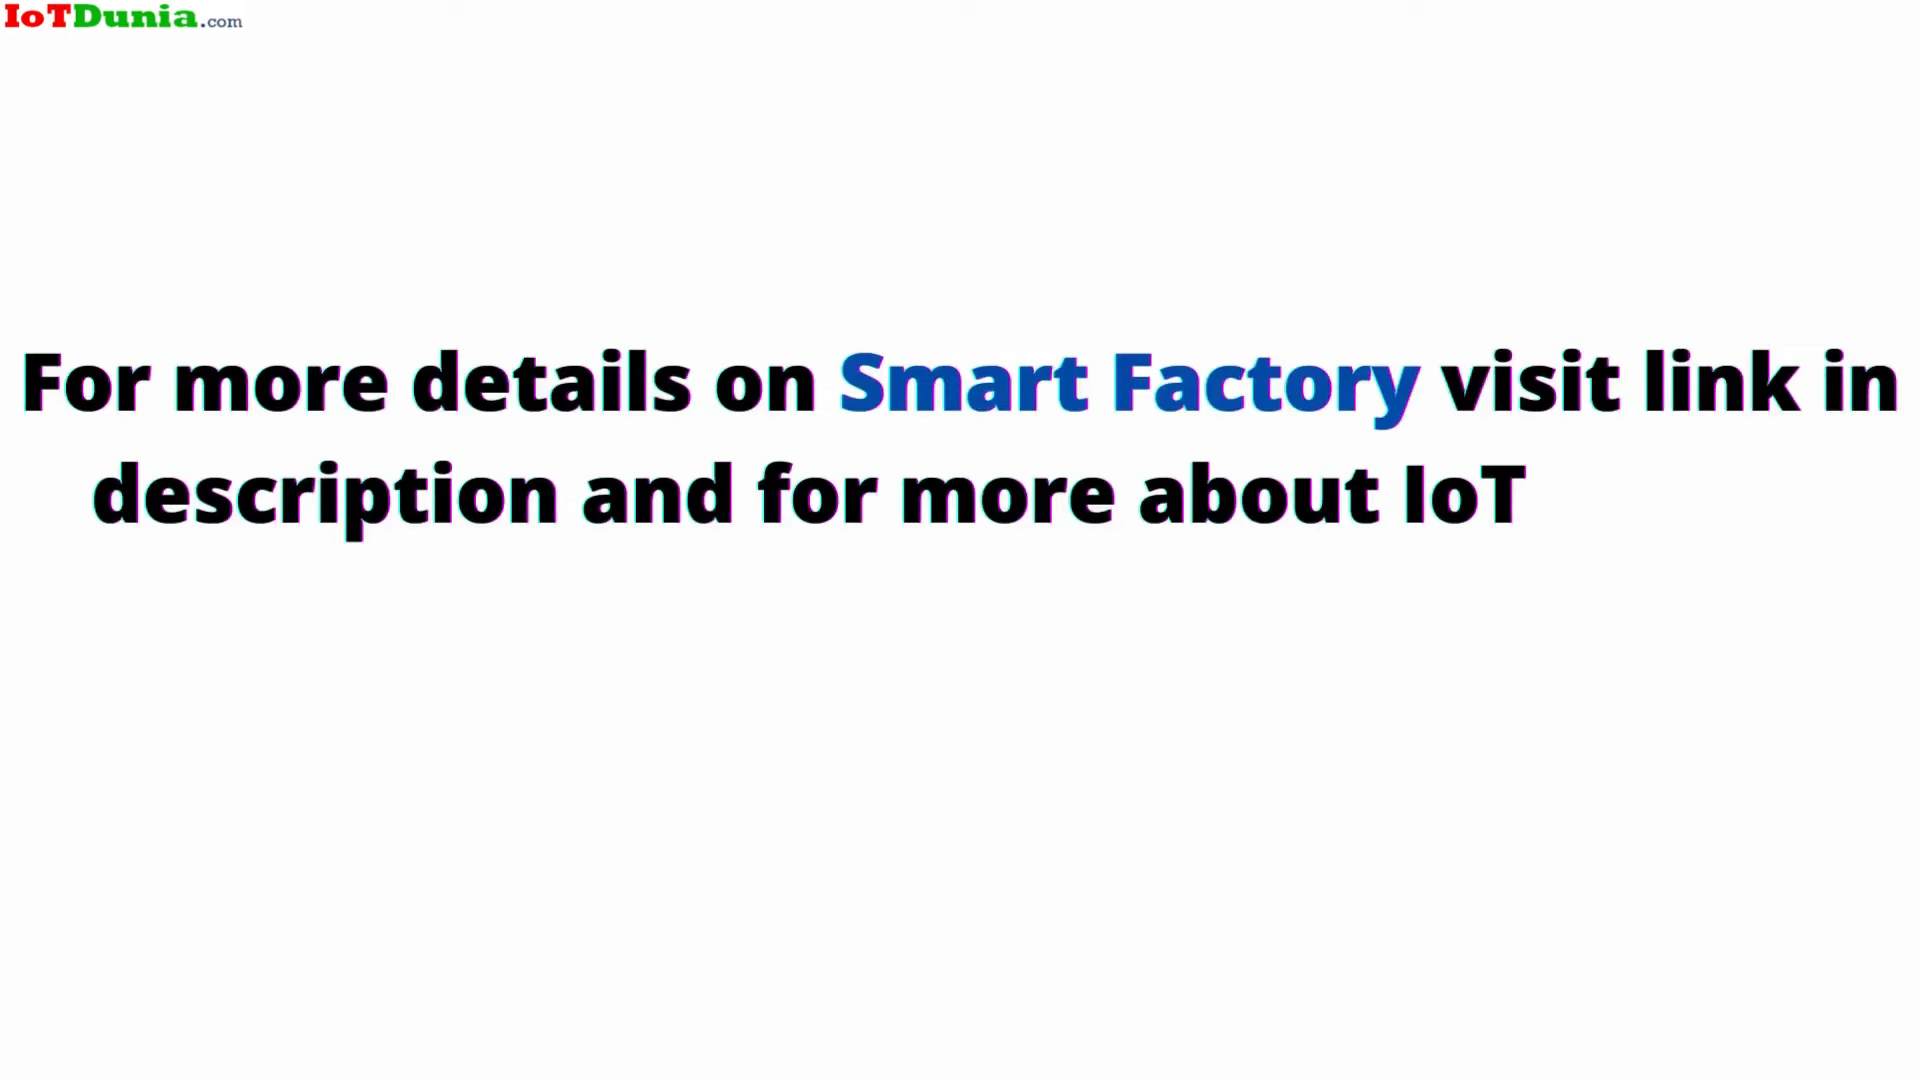 IoTDunia.com
For more details on Smart Factory visit link in
description and for more about IoT